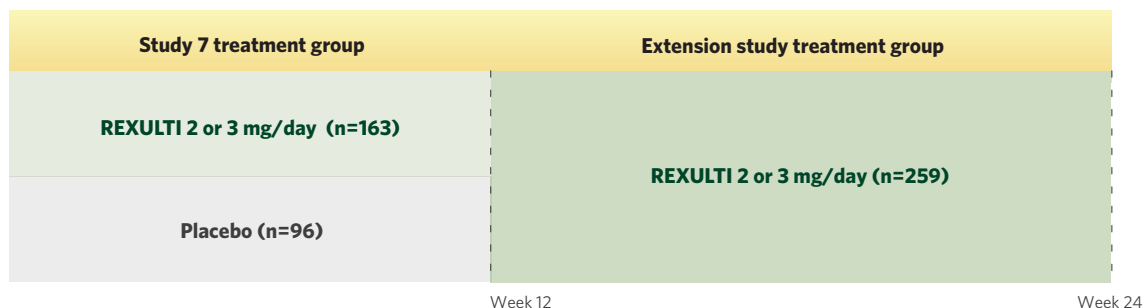 Study 7 treatment group
Extension study treatment group
REXULTI 2 or 3 mg/day (n=163)
REXULTI 2 or 3 mg/day (n=259)
Placebo (n=96)
Week 12
Week 24